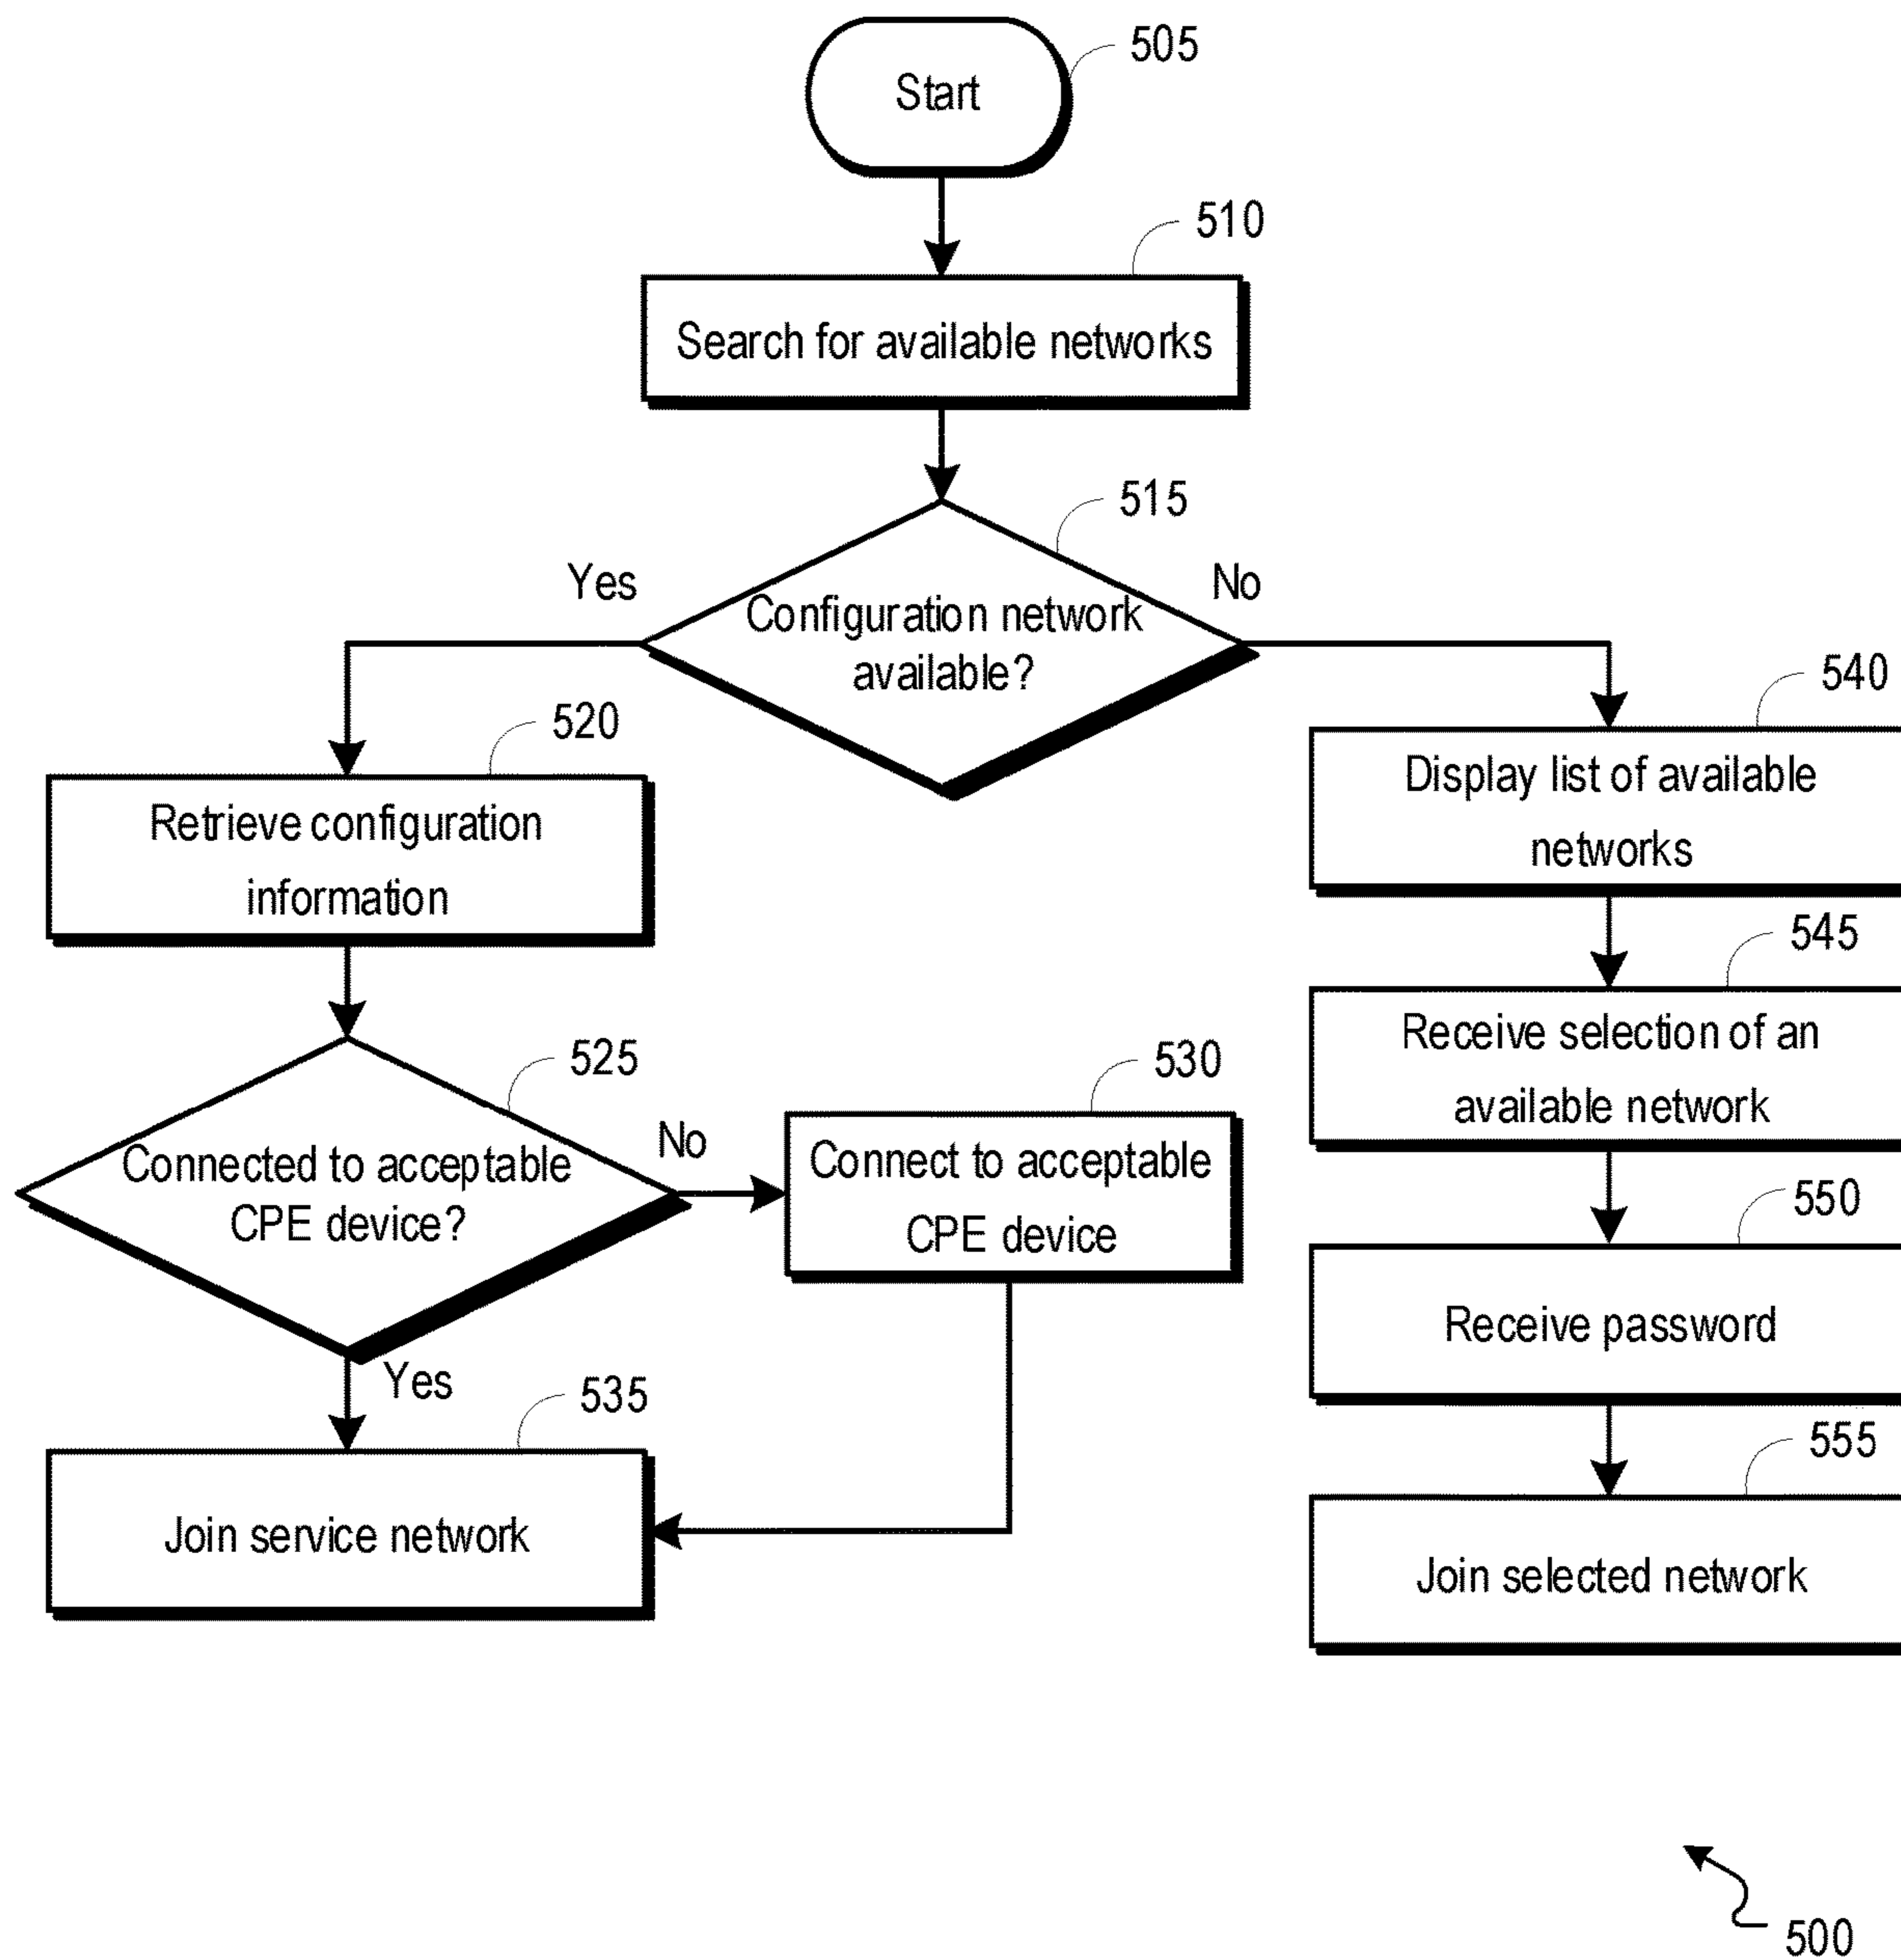 505
Start
510
Search for available networks
515
Yes
No
Configuration network
available?
540
520
Display list of available
networks
Retrieve configuration
information
545
Receive selection of an
available network
525
530
No
Connected to acceptable
CPE device?
Connect to acceptable
CPE device
550
Receive password
Yes
535
555
Join service network
Join selected network
500